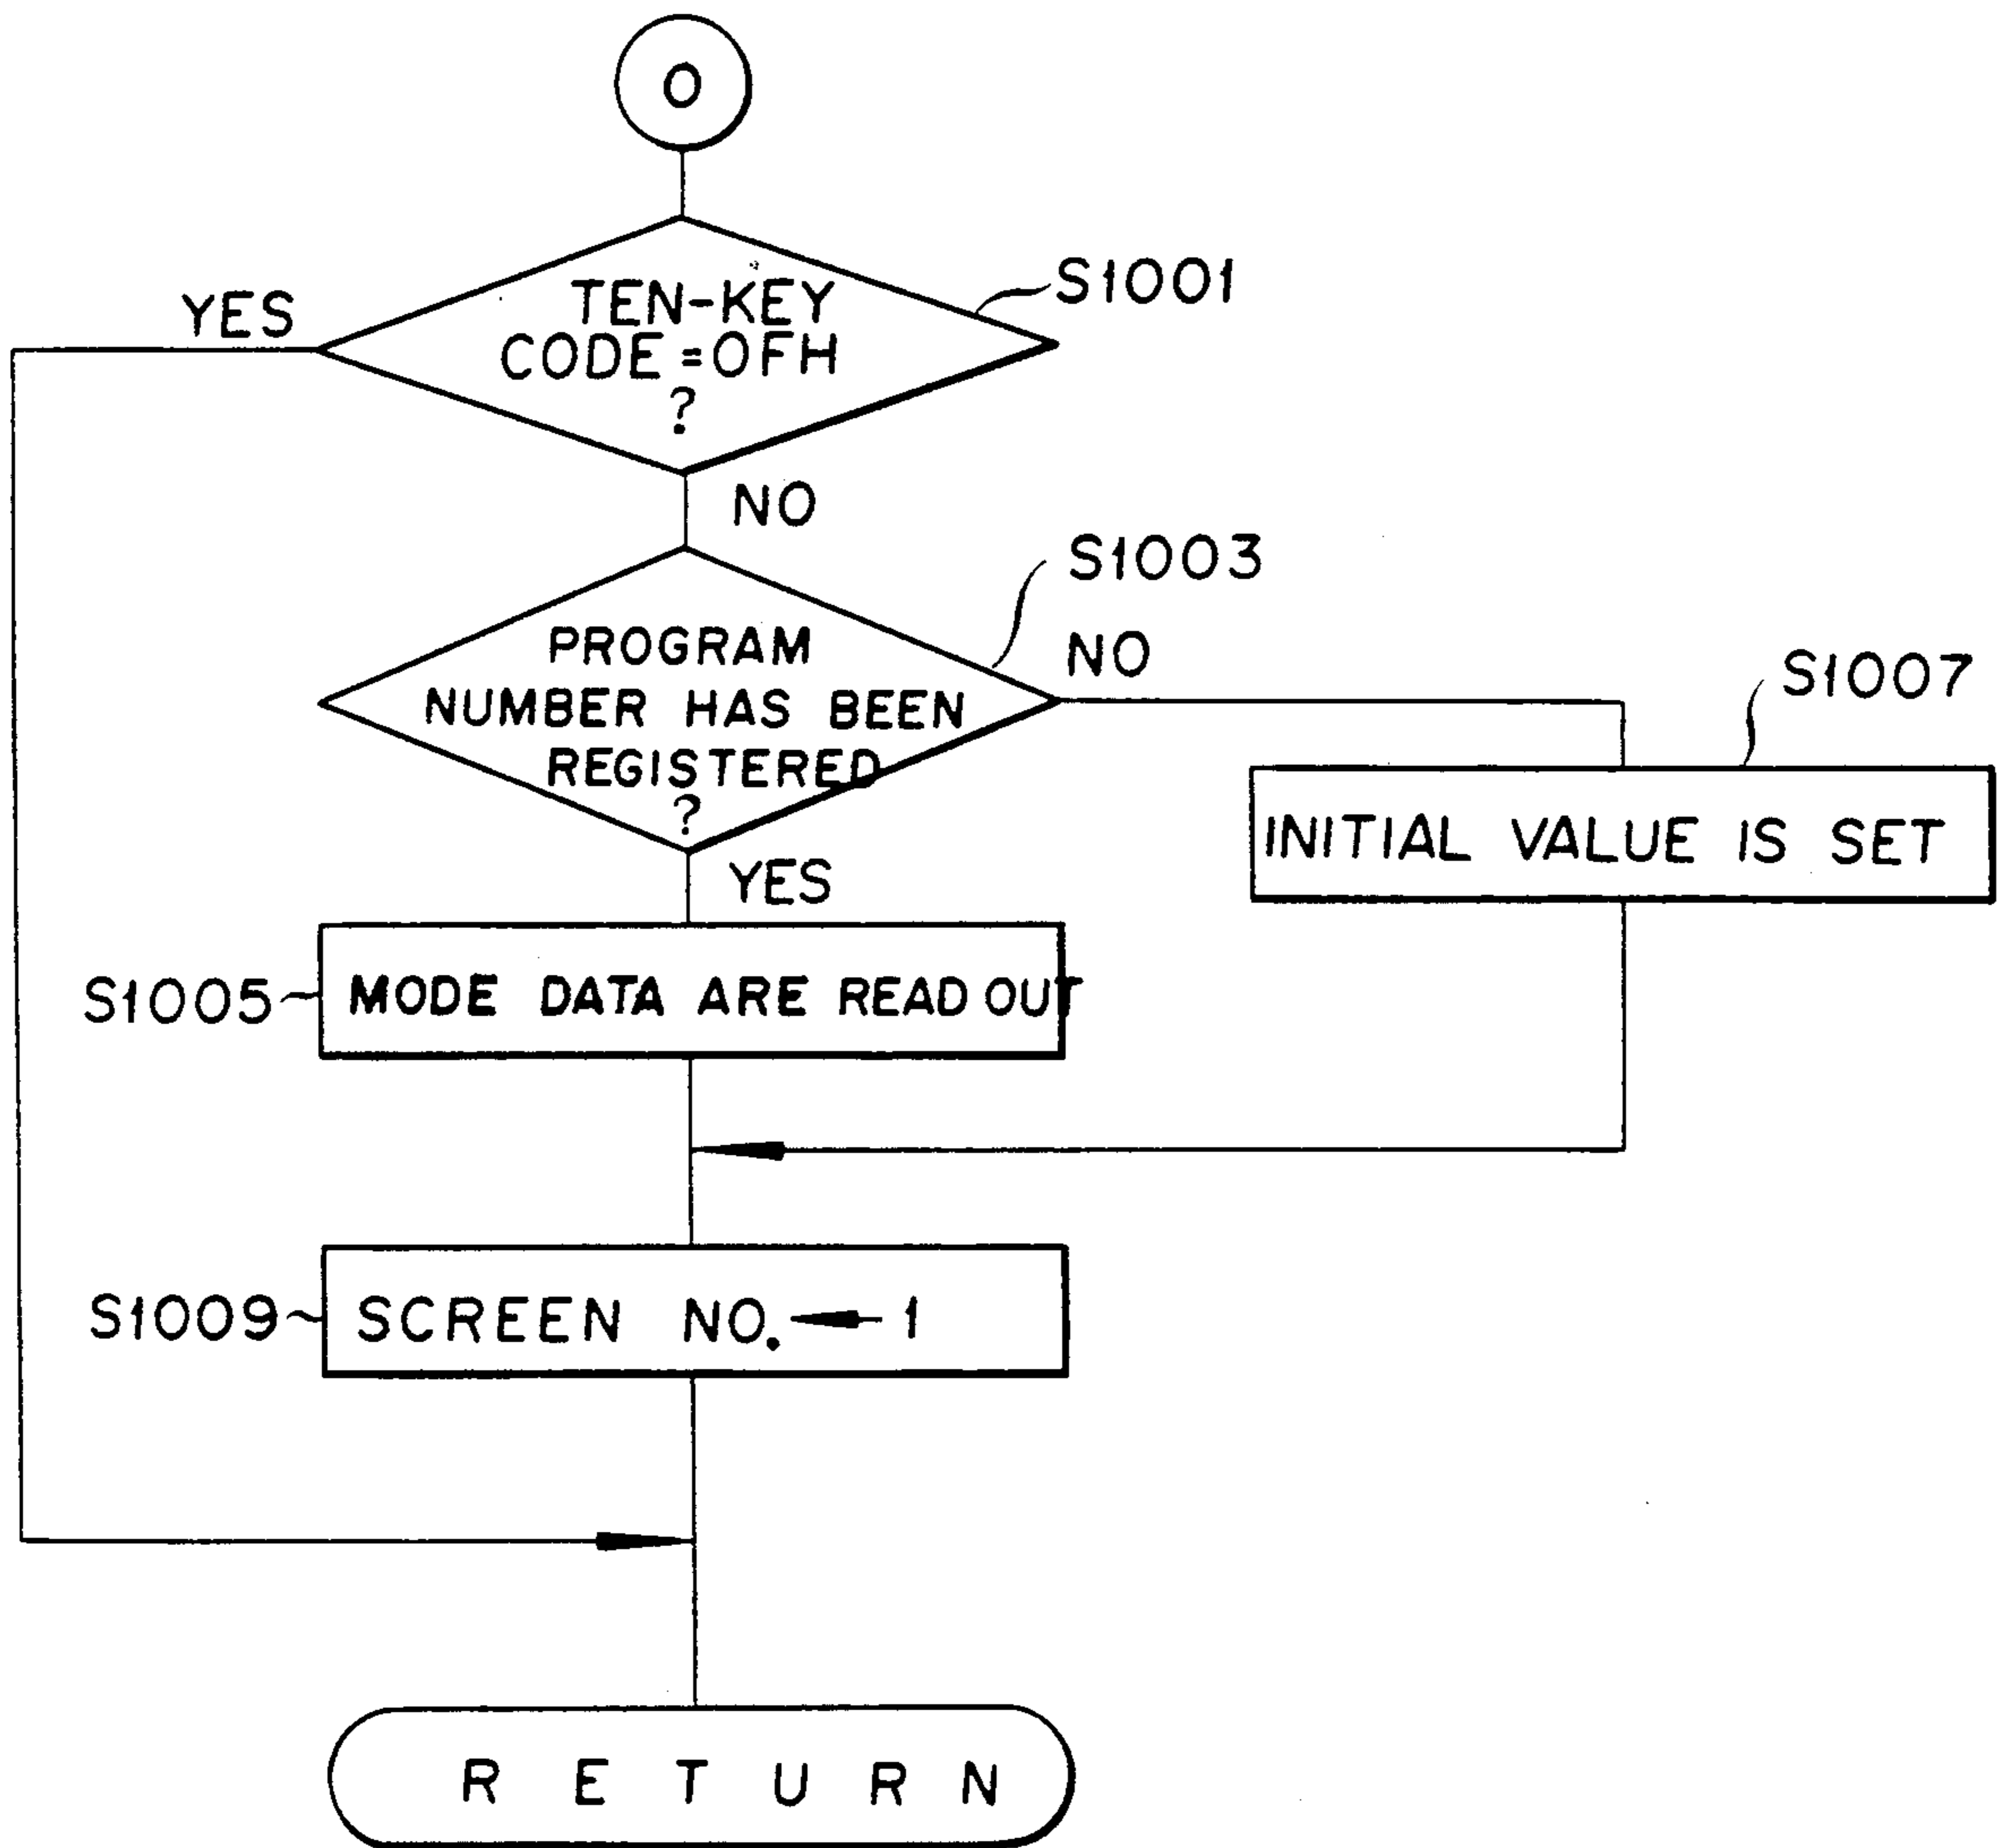 O
TEN-KEY
CODE=OFH
?
S1001
YES
NO
PROGRAM
NUMBER HAS BEEN
REGISTERED
?
S1003
NO
YES
S1007
INITIAL VALUE IS SET
S1005
MODE DATA ARE READ OUT
S1009
SCREEN NO. ← 1
RETURN